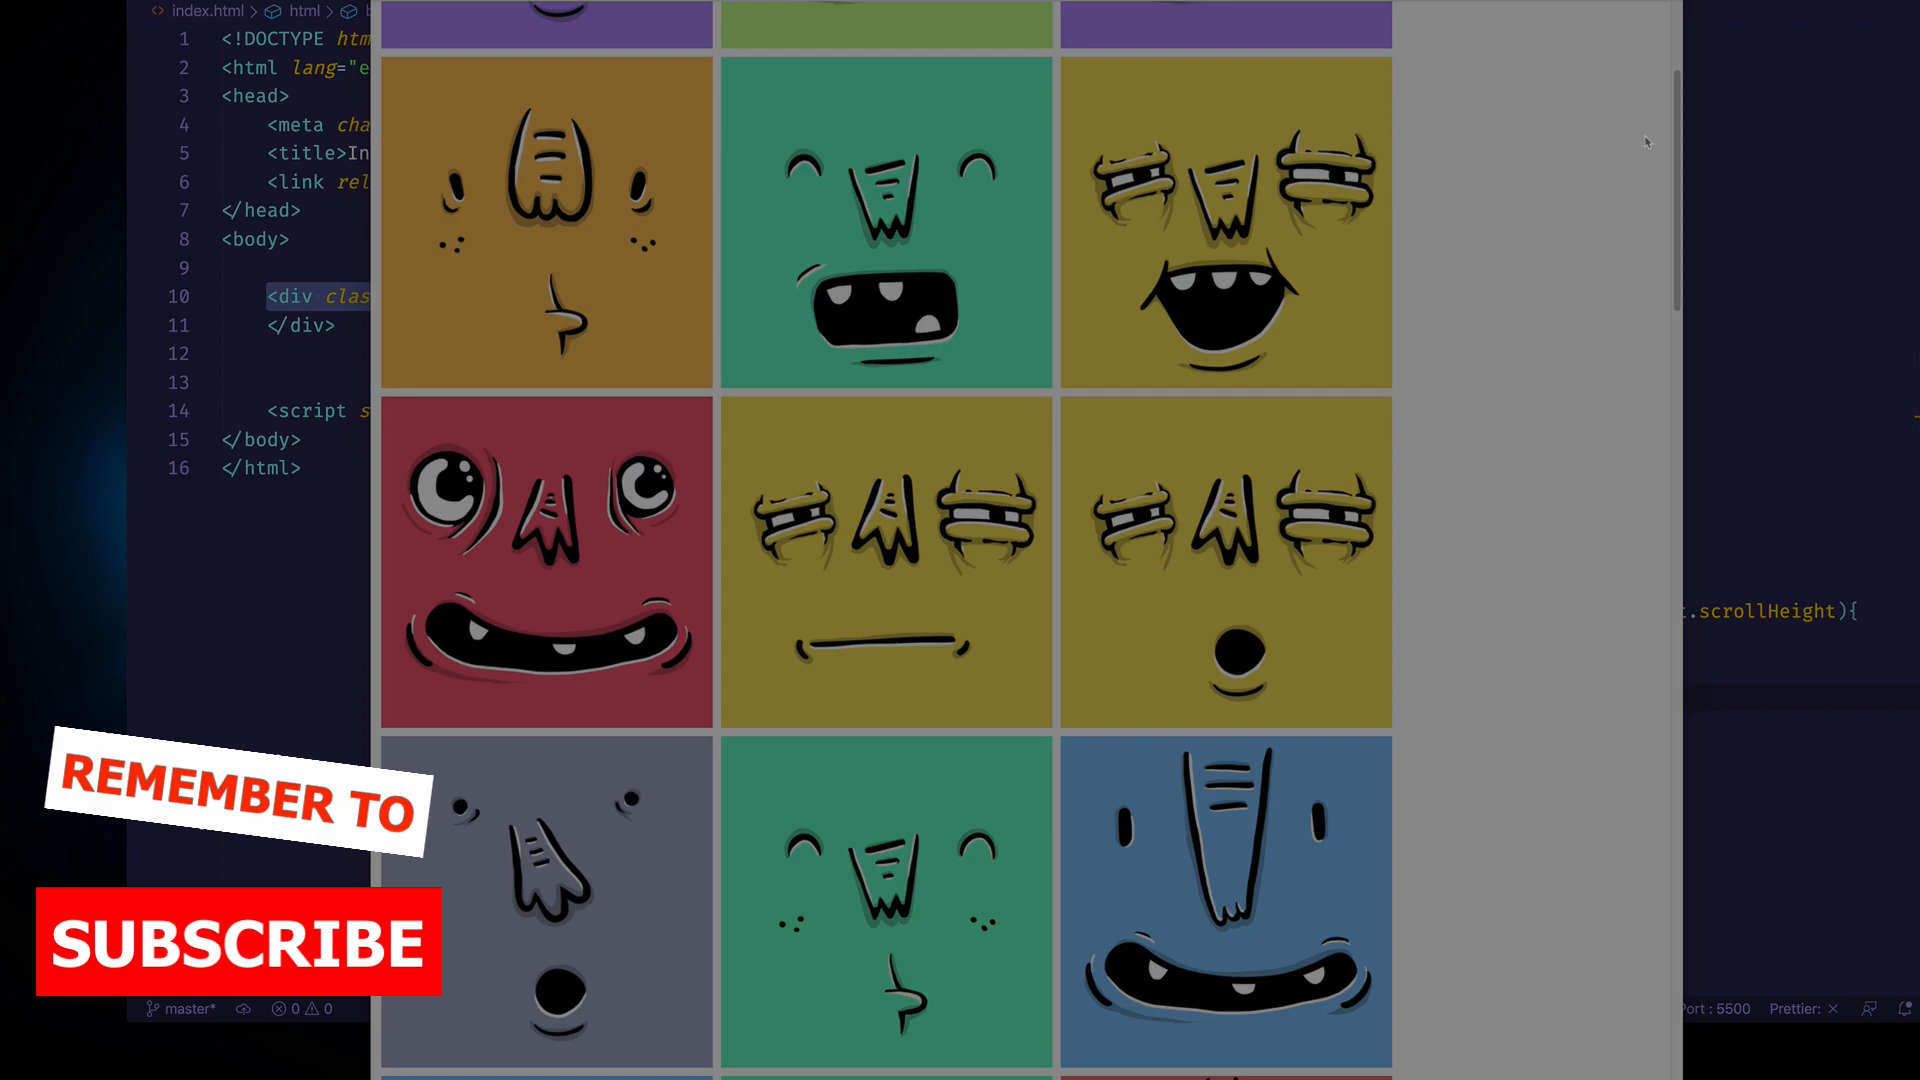 index.html > html > b
1 <!DOCTYPE htm
2 <html lang="e
3 <head>
4 <meta cha
5 <title>In
6 <link rel
7 </head>
8 <body>
9
10 <div clas
11 </div>
12
13
14 <script s
15 </body>
16 </html>
.scrollHeight){
REMEMBER TO
SUBSCRIBE
master* 0 0
Port : 5500 Prettier: ×